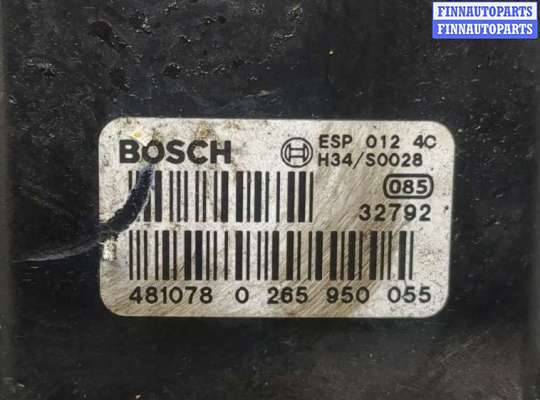 FINNAUTOPARTS
FINNAUTOPARTS
BOSCH ESP 012 4C
H34/S0028
085
32792
481078 0 265 950 055